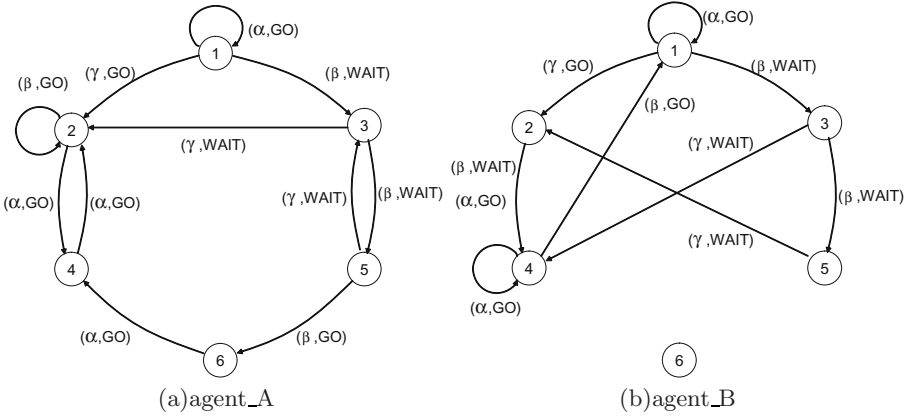 (α,GO)
1
(γ ,GO)
(β ,WAIT)
(β ,GO)
2
3
(γ ,WAIT)
(α,GO)
(α,GO)
(γ ,WAIT)
(β ,WAIT)
4
5
(α,GO)
(β ,GO)
6
(a)agent_A
(α,GO)
1
(γ ,GO)
(β ,WAIT)
(β ,GO)
2
3
(β ,WAIT)
(γ ,WAIT)
(α,GO)
(β ,WAIT)
(γ ,WAIT)
4
5
(α,GO)
6
(b)agent_B